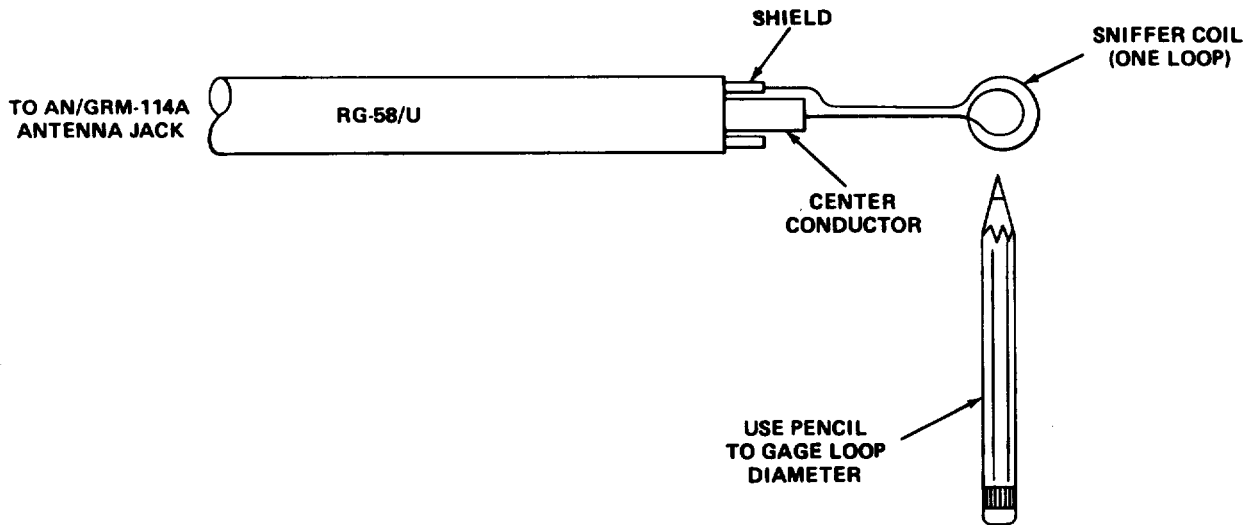 SHIELD
SNIFFER COIL
(ONE LOOP)
TO AN/GRM-114A
ANTENNA JACK
RG-58/U
CENTER
CONDUCTOR
USE PENCIL
TO GAGE LOOP
DIAMETER